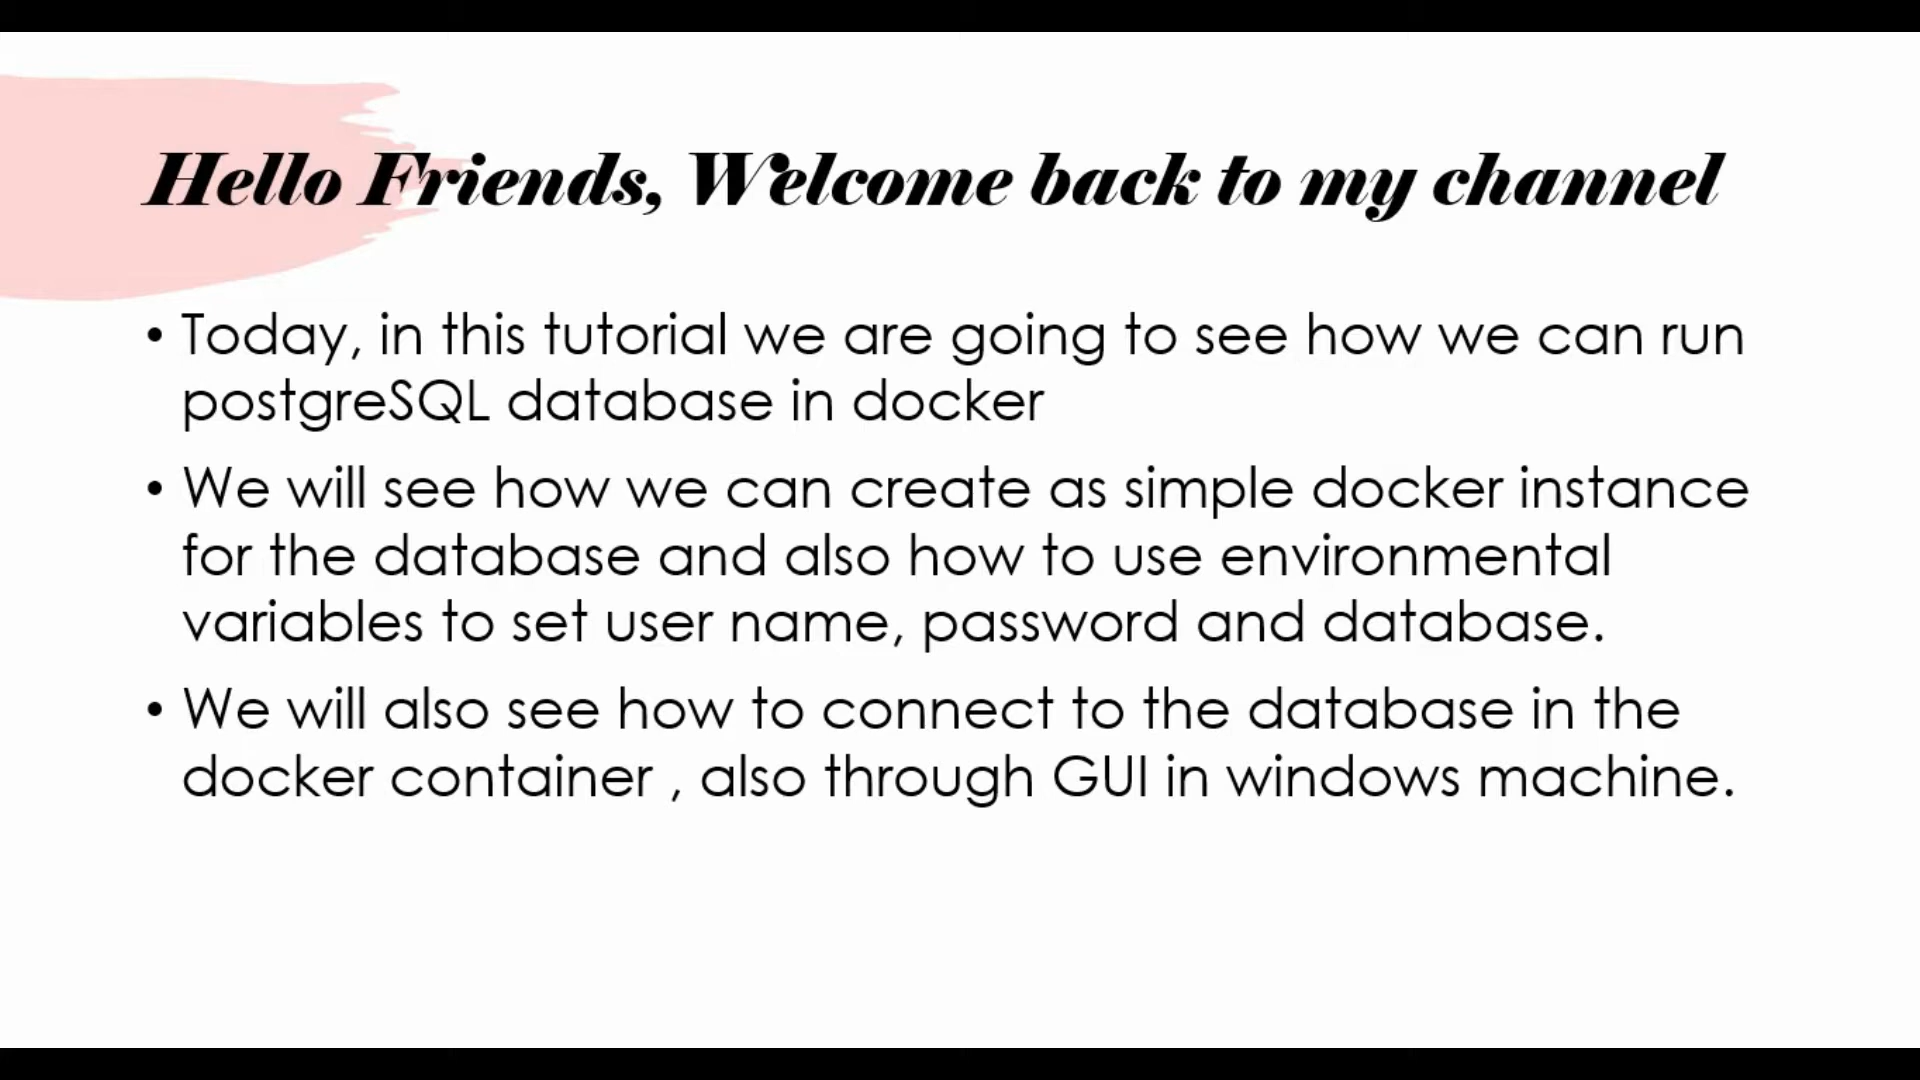 Hello Friends, Welcome back to my channel
• Today, in this tutorial we are going to see how we can run
postgreSQL database in docker
• We will see how we can create as simple docker instance
for the database and also how to use environmental
variables to set user name, password and database.
• We will also see how to connect to the database in the
docker container , also through GUI in windows machine.